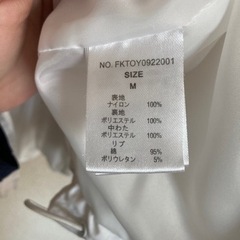 NO. FKTOY0922001
SIZE
M
表地
ナイロン 100%
裏地
ポリエステル 100%
中わた
ポリエステル 100%
リブ
綿 95%
ポリウレタン 5%